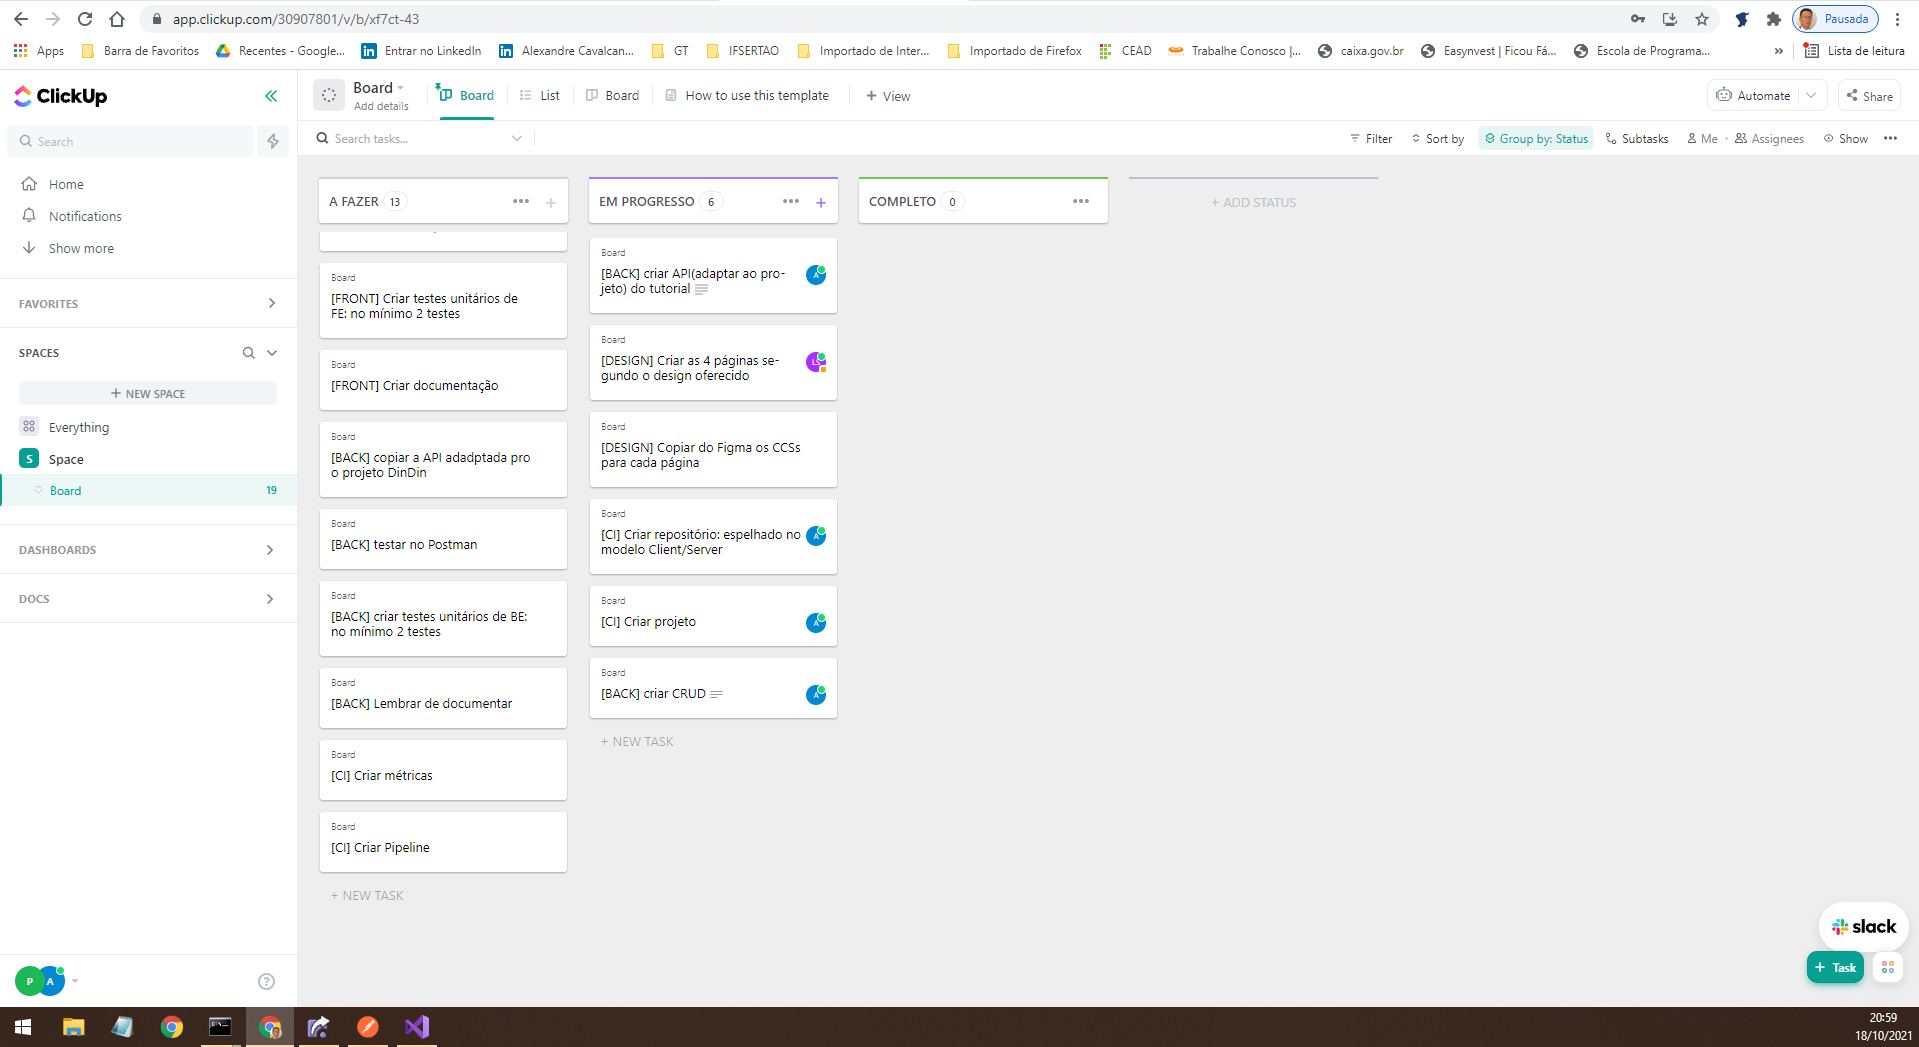 app.clickup.com/30907801/v/b/xf7ct-43
Pausada
Apps
Barra de Favoritos
Recentes - Google...
Entrar no LinkedIn
Alexandre Cavalcan...
GT
IFSERTAO
Importado de Inter...
Importado de Firefox
CEAD
Trabalhe Conosco |...
caixa.gov.br
Easynvest | Ficou Fá...
Escola de Programa...
»
Lista de leitura
ClickUp
Search
Home
Notifications
Show more
FAVORITES
SPACES
+ NEW SPACE
Everything
S Space
Board 19
DASHBOARDS
DOCS
P A
Board
Add details
Board
List
Board
How to use this template
+ View
Automate
Share
Search tasks...
Filter
Sort by
Group by: Status
Subtasks
Me
Assignees
Show
A FAZER 13
Board
[FRONT] Criar testes unitários de
FE: no mínimo 2 testes
Board
[FRONT] Criar documentação
Board
[BACK] copiar a API adadptada pro
o projeto DinDin
Board
[BACK] testar no Postman
Board
[BACK] criar testes unitários de BE:
no mínimo 2 testes
Board
[BACK] Lembrar de documentar
Board
[CI] Criar métricas
Board
[CI] Criar Pipeline
+ NEW TASK
EM PROGRESSO 6
Board
[BACK] criar API(adaptar ao pro-
jeto) do tutorial
A
Board
[DESIGN] Criar as 4 páginas se-
gundo o design oferecido
LS
Board
[DESIGN] Copiar do Figma os CCSs
para cada página
Board
[CI] Criar repositório: espelhado no
modelo Client/Server
A
Board
[CI] Criar projeto
A
Board
[BACK] criar CRUD
A
+ NEW TASK
COMPLETO 0
+ ADD STATUS
slack
+ Task
20:59
18/10/2021